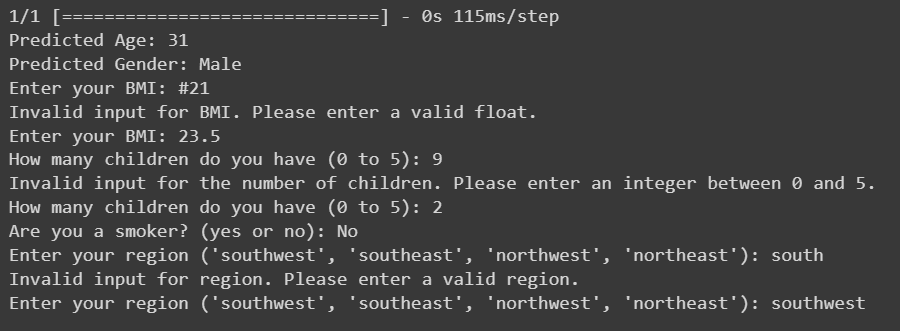 1/1 [==============================] - 0s 115ms/step
Predicted Age: 31
Predicted Gender: Male
Enter your BMI: #21
Invalid input for BMI. Please enter a valid float.
Enter your BMI: 23.5
How many children do you have (0 to 5): 9
Invalid input for the number of children. Please enter an integer between 0 and 5.
How many children do you have (0 to 5): 2
Are you a smoker? (yes or no): No
Enter your region ('southwest', 'southeast', 'northwest', 'northeast'): south
Invalid input for region. Please enter a valid region.
Enter your region ('southwest', 'southeast', 'northwest', 'northeast'): southwest